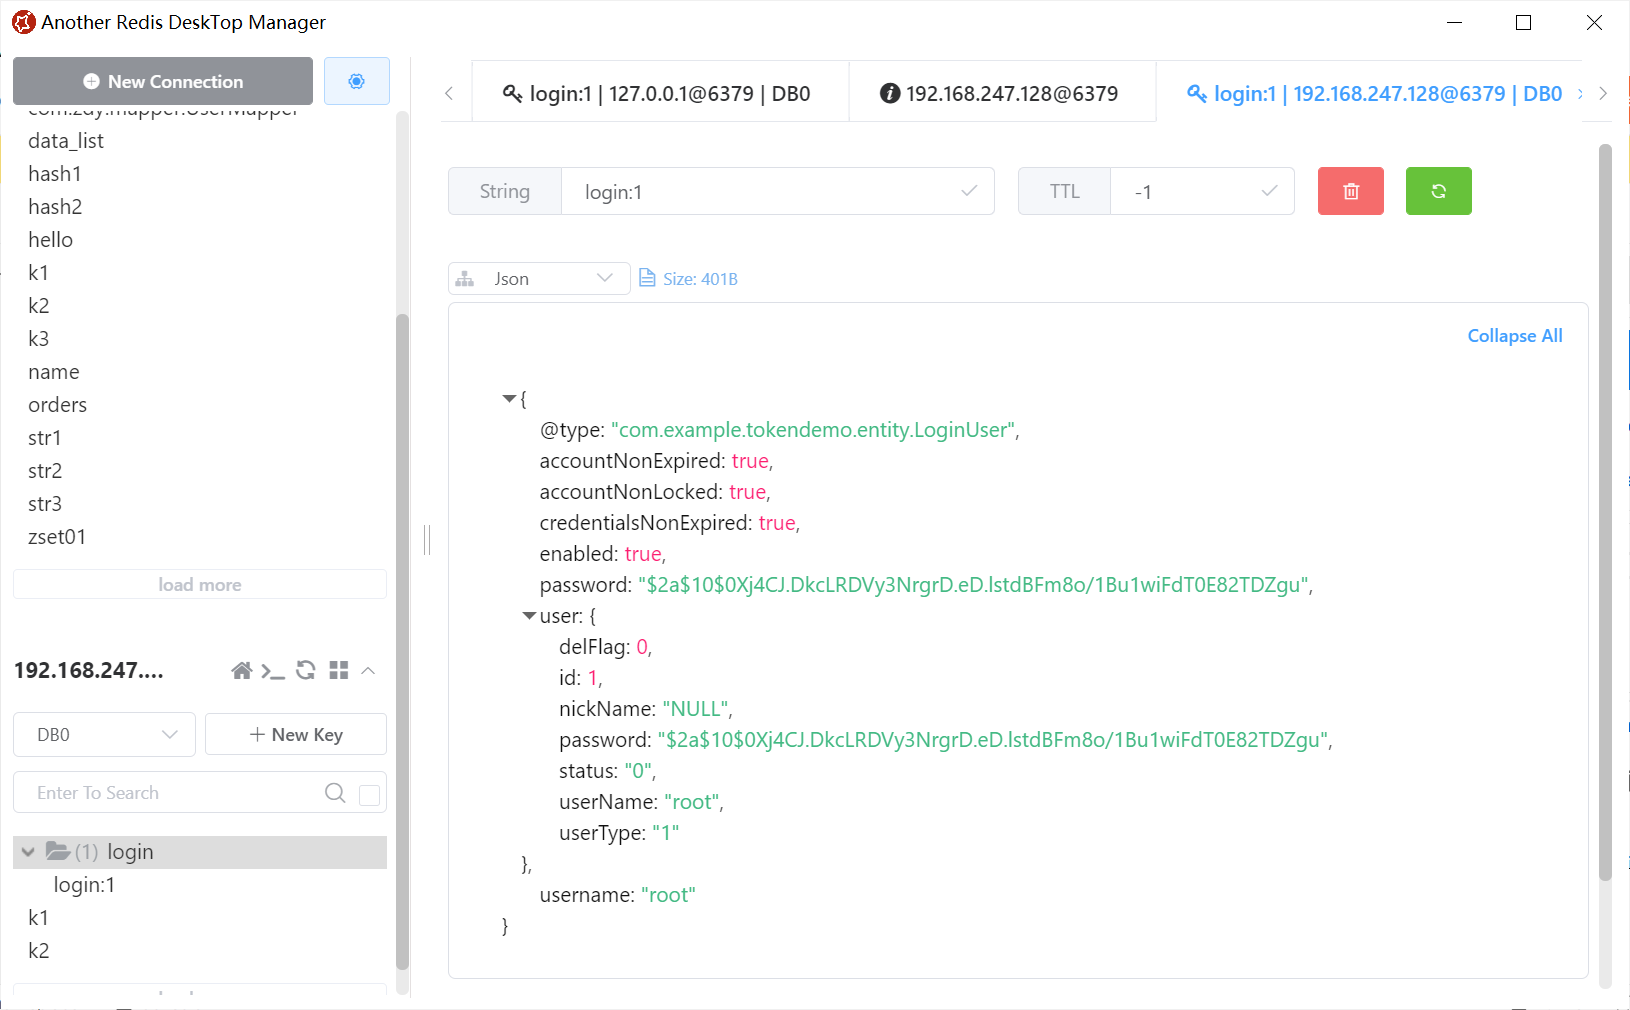 Another Redis DeskTop Manager
New Connection
com.zdy.mapper.UserMapper
data_list
hash1
hash2
hello
k1
k2
k3
name
orders
str1
str2
str3
zset01
load more
192.168.247....
DB0
New Key
Enter To Search
(1) login
login:1
k1
k2
login:1 | 127.0.0.1@6379 | DB0
192.168.247.128@6379
login:1 | 192.168.247.128@6379 | DB0
String
login:1
TTL
-1
Json
Size: 401B
Collapse All
{
@type: "com.example.tokendemo.entity.LoginUser",
accountNonExpired: true,
accountNonLocked: true,
credentialsNonExpired: true,
enabled: true,
password: "$2a$10$0Xj4CJ.DkcLRDVy3NrgrD.eD.lstdBFm8o/1Bu1wiFdT0E82TDZgu",
user: {
delFlag: 0,
id: 1,
nickName: "NULL",
password: "$2a$10$0Xj4CJ.DkcLRDVy3NrgrD.eD.lstdBFm8o/1Bu1wiFdT0E82TDZgu",
status: "0",
userName: "root",
userType: "1"
},
username: "root"
}